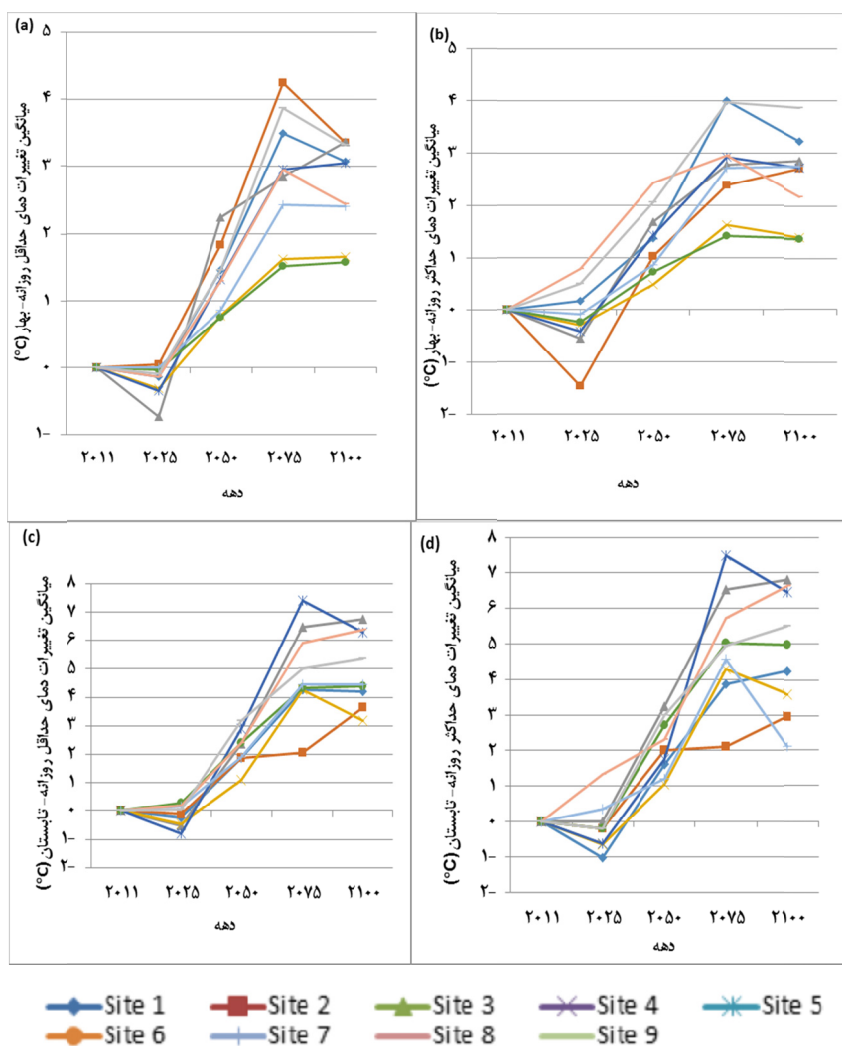 (a)
میانگین تغییرات دمای حداقل روزانه- بهار (°C)
۵
۴
۳
۲
۱
۰
۱-
۲۰۱۱ ۲۰۲۵ ۲۰۵۰ ۲۰۷۵ ۲۱۰۰
دهه
(b)
میانگین تغییرات دمای حداکثر روزانه- بهار (°C)
۵
۴
۳
۲
۱
۰
۱-
۲-
۲۰۱۱ ۲۰۲۵ ۲۰۵۰ ۲۰۷۵ ۲۱۰۰
دهه
(c)
میانگین تغییرات دمای حداقل روزانه- تابستان (°C)
۸
۷
۶
۵
۴
۳
۲
۱
۰
۱-
۲-
۲۰۱۱ ۲۰۲۵ ۲۰۵۰ ۲۰۷۵ ۲۱۰۰
دهه
(d)
میانگین تغییرات دمای حداکثر روزانه- تابستان (°C)
۸
۷
۶
۵
۴
۳
۲
۱
۰
۱-
۲-
۲۰۱۱ ۲۰۲۵ ۲۰۵۰ ۲۰۷۵ ۲۱۰۰
دهه
Site 1 Site 2 Site 3 Site 4 Site 5
Site 6 Site 7 Site 8 Site 9